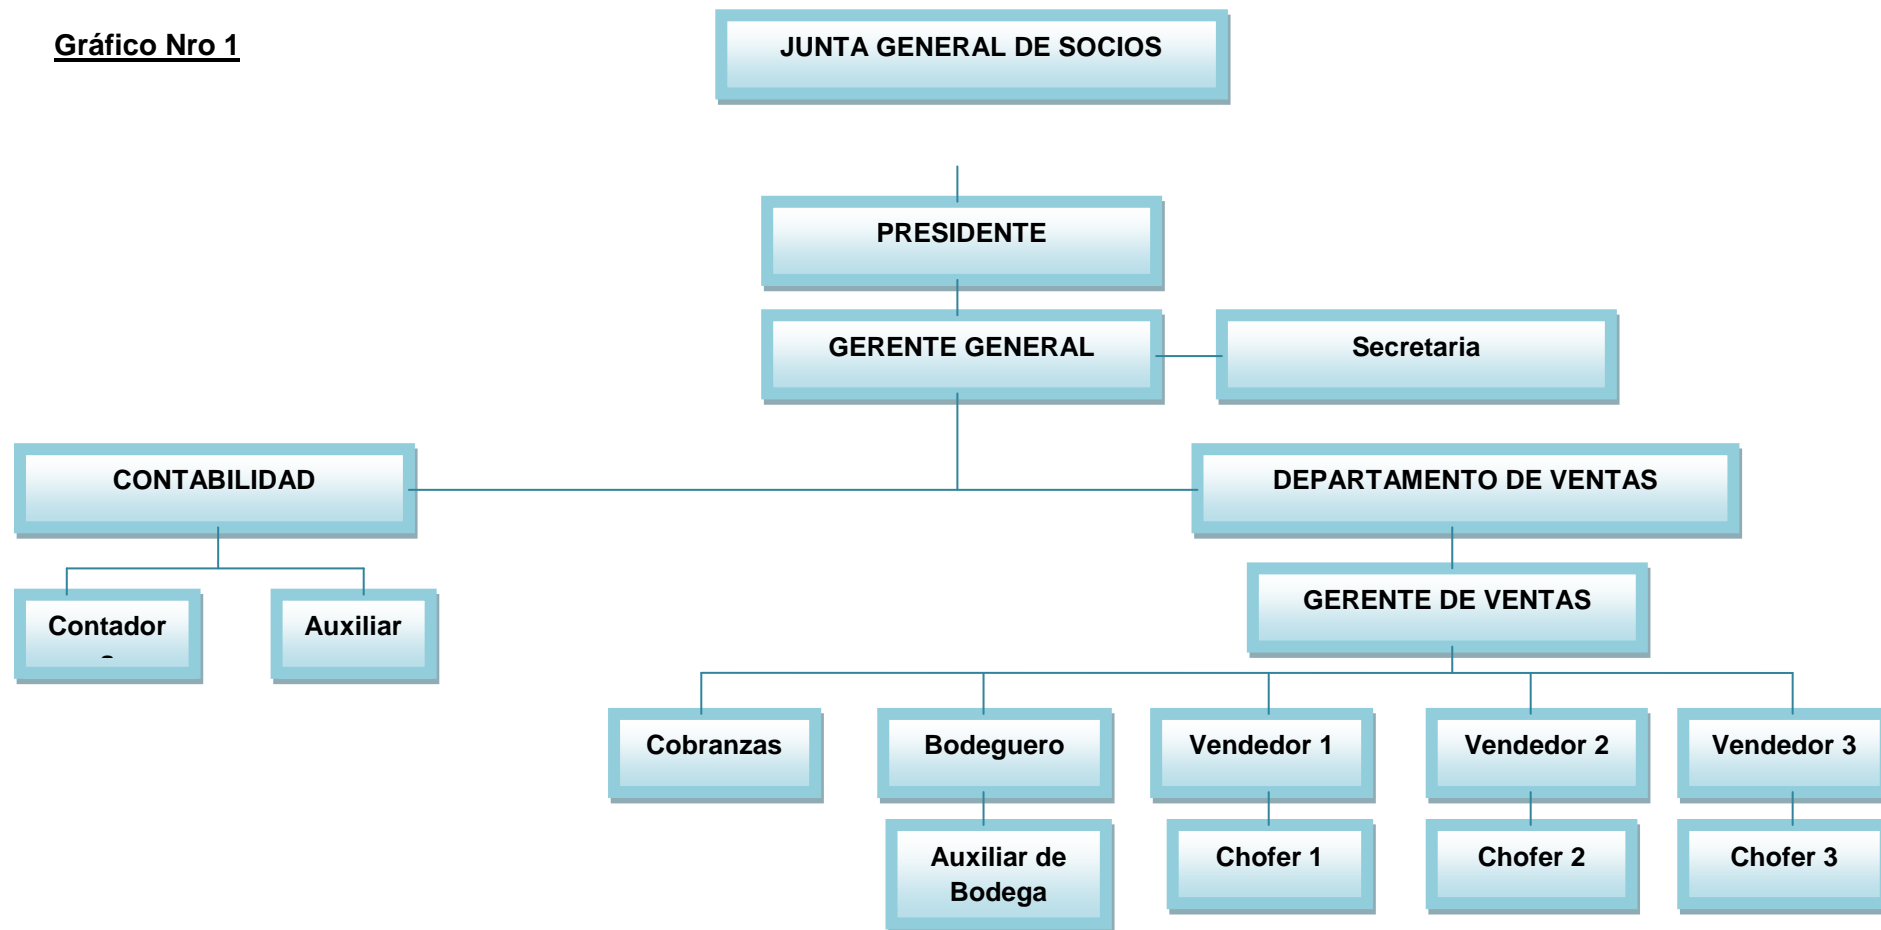 Gráfico Nro 1
JUNTA GENERAL DE SOCIOS
PRESIDENTE
GERENTE GENERAL
Secretaria
CONTABILIDAD
DEPARTAMENTO DE VENTAS
Contador
Auxiliar
GERENTE DE VENTAS
Cobranzas
Bodeguero
Vendedor 1
Vendedor 2
Vendedor 3
Auxiliar de
Bodega
Chofer 1
Chofer 2
Chofer 3